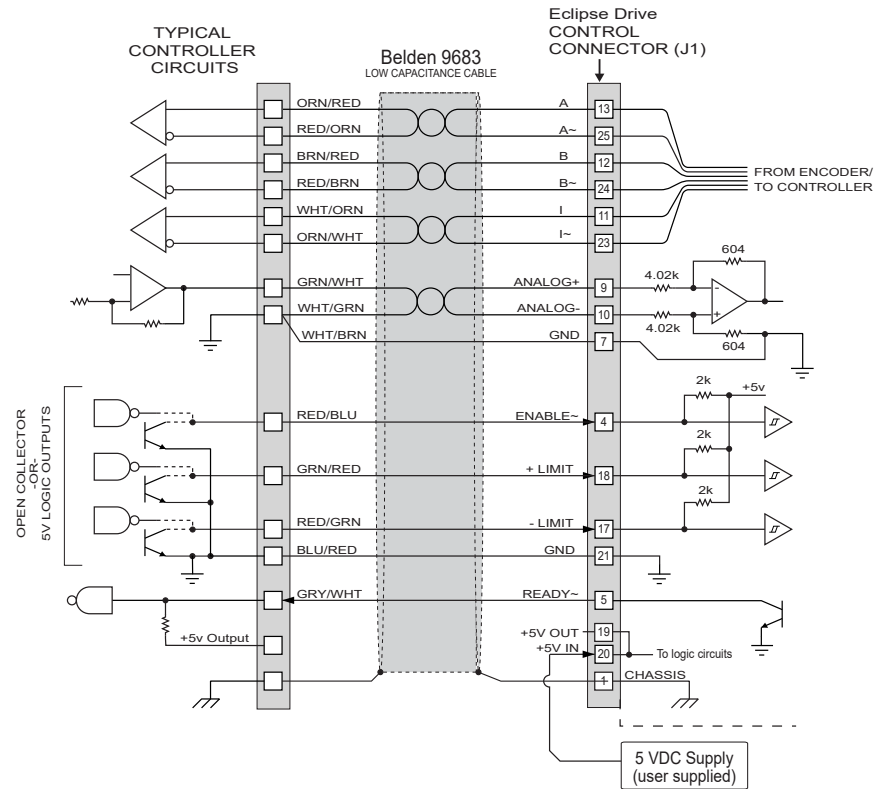 Eclipse Drive
CONTROL
CONNECTOR (J1)
TYPICAL
CONTROLLER
CIRCUITS
Belden 9683
LOW CAPACITANCE CABLE
ORN/RED
A
13
RED/ORN
A~
25
BRN/RED
B
12
RED/BRN
B~
24
WHT/ORN
I
11
ORN/WHT
I~
23
FROM ENCODER/
TO CONTROLLER
GRN/WHT
ANALOG+
9
4.02k
604
-
+
WHT/GRN
ANALOG-
10
4.02k
604
WHT/BRN
GND
7
OPEN COLLECTOR
-OR-
5V LOGIC OUTPUTS
RED/BLU
ENABLE~
4
2k
+5v
GRN/RED
+ LIMIT
18
2k
RED/GRN
- LIMIT
17
2k
BLU/RED
GND
21
GRY/WHT
READY~
5
+5v Output
+5V OUT
19
+5V IN
20
To logic circuits
1
CHASSIS
5 VDC Supply
(user supplied)